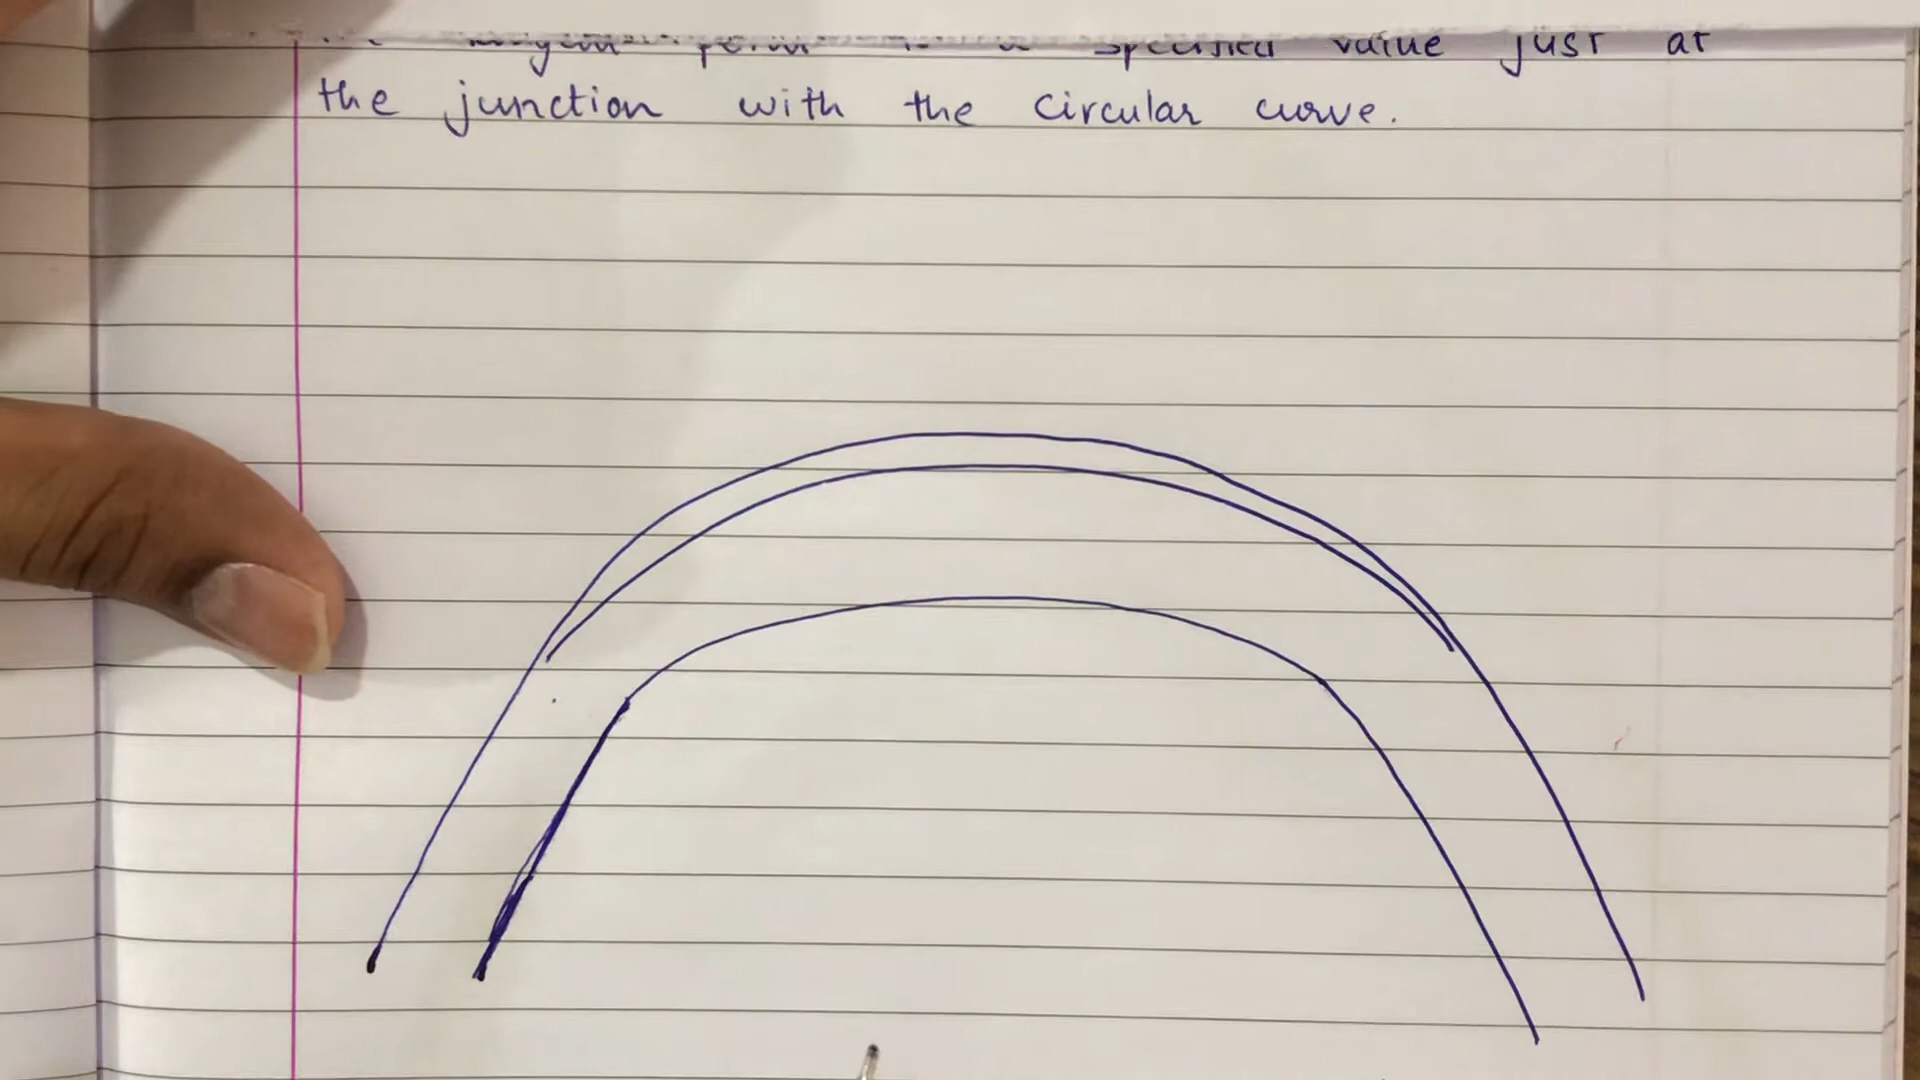 specified value just at
the junction with the circular curve.